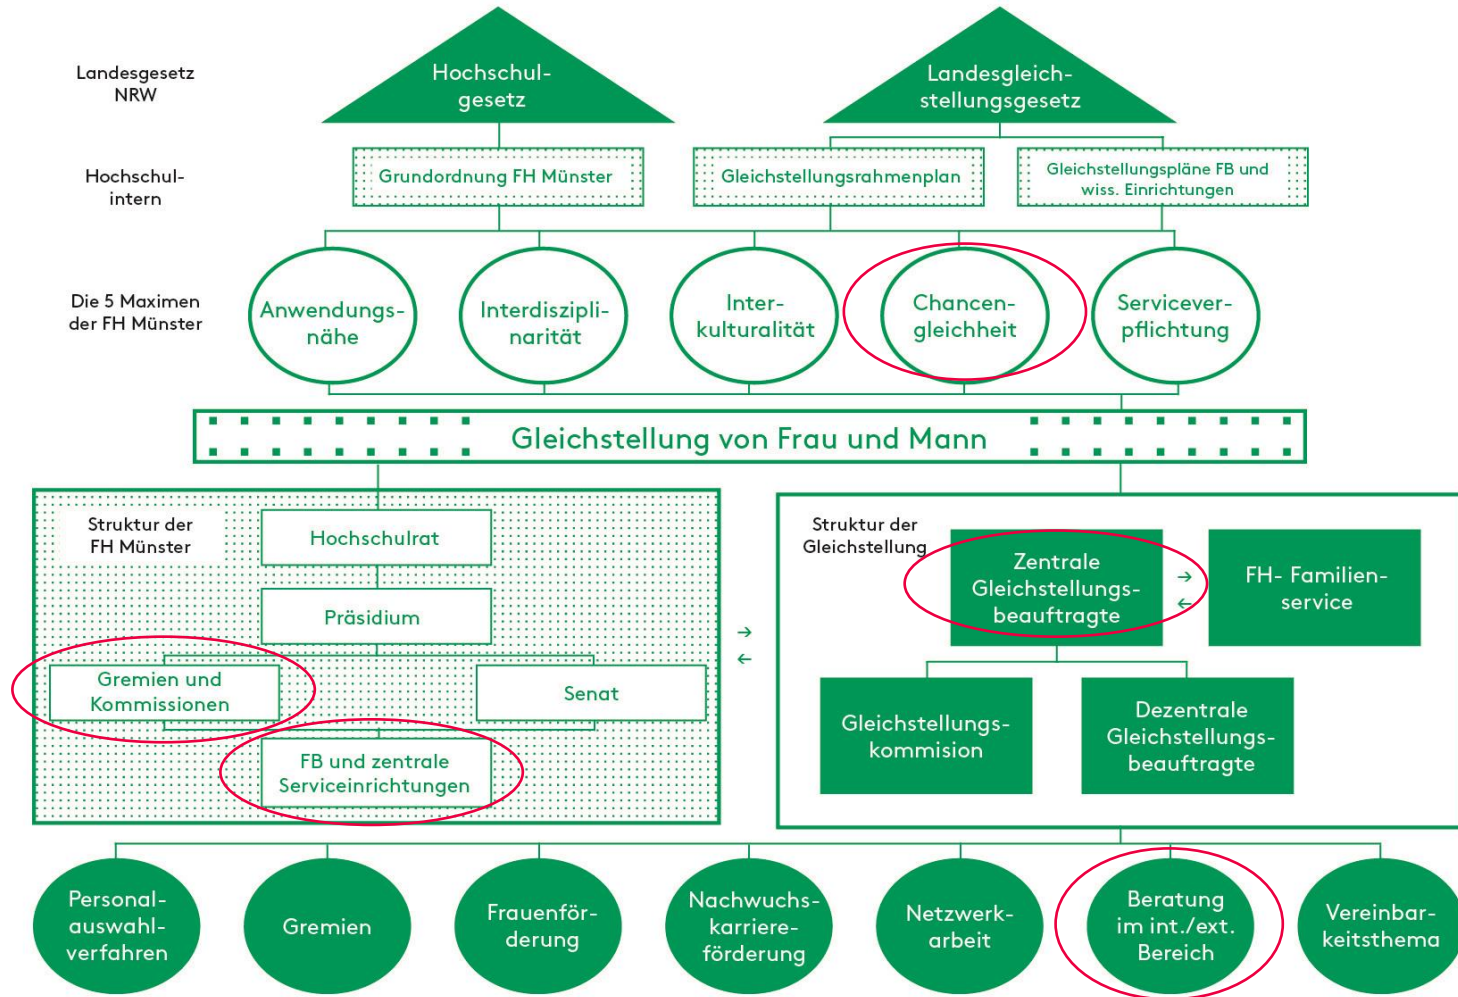 Landesgesetz
NRW
Hochschul-
gesetz
Landesgleich-
stellungsgesetz
Hochschul-
intern
Grundordnung FH Münster
Gleichstellungsrahmenplan
Gleichstellungspläne FB und
wiss. Einrichtungen
Die 5 Maximen
der FH Münster
Anwendungs-
nähe
Interdiszipli-
narität
Inter-
kulturalität
Chancen-
gleichheit
Servicever-
pflichtung
Gleichstellung von Frau und Mann
Struktur der
FH Münster
Hochschulrat
Präsidium
Gremien und
Kommissionen
Senat
FB und zentrale
Serviceinrichtungen
Struktur der
Gleichstellung
Zentrale
Gleichstellungs-
beauftragte
FH- Familien-
service
Gleichstellungs-
kommision
Dezentrale
Gleichstellungs-
beauftragte
Personal-
auswahl-
verfahren
Gremien
Frauenför-
derung
Nachwuchs-
karriere-
förderung
Netzwerk-
arbeit
Beratung
im int./ext.
Bereich
Vereinbar-
keitsthema